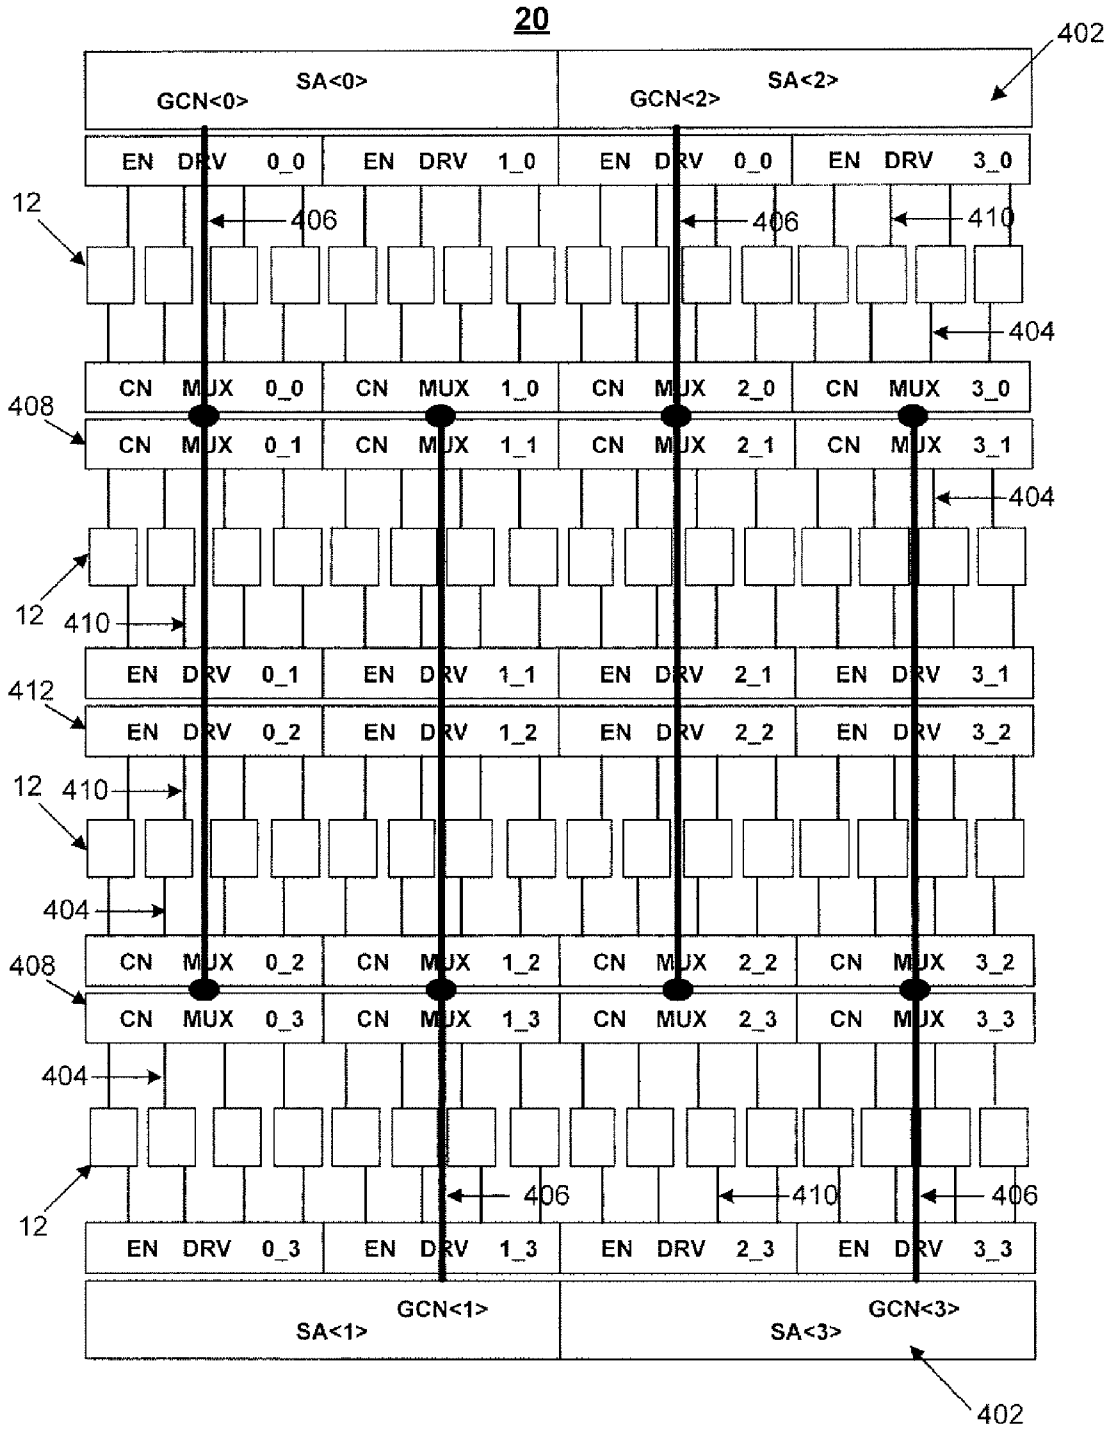 20
402
SA<0> SA<2>
GCN<0> GCN<2>
EN DRV 0_0 EN DRV 1_0 EN DRV 0_0 EN DRV 3_0
12 406 406 410
404
CN MUX 0_0 CN MUX 1_0 CN MUX 2_0 CN MUX 3_0
408
CN MUX 0_1 CN MUX 1_1 CN MUX 2_1 CN MUX 3_1
404
12 410
EN DRV 0_1 EN DRV 1_1 EN DRV 2_1 EN DRV 3_1
412
EN DRV 0_2 EN DRV 1_2 EN DRV 2_2 EN DRV 3_2
12 410
404
CN MUX 0_2 CN MUX 1_2 CN MUX 2_2 CN MUX 3_2
408
CN MUX 0_3 CN MUX 1_3 CN MUX 2_3 CN MUX 3_3
404
406 410 406
12
EN DRV 0_3 EN DRV 1_3 EN DRV 2_3 EN DRV 3_3
GCN<1> GCN<3>
SA<1> SA<3>
402